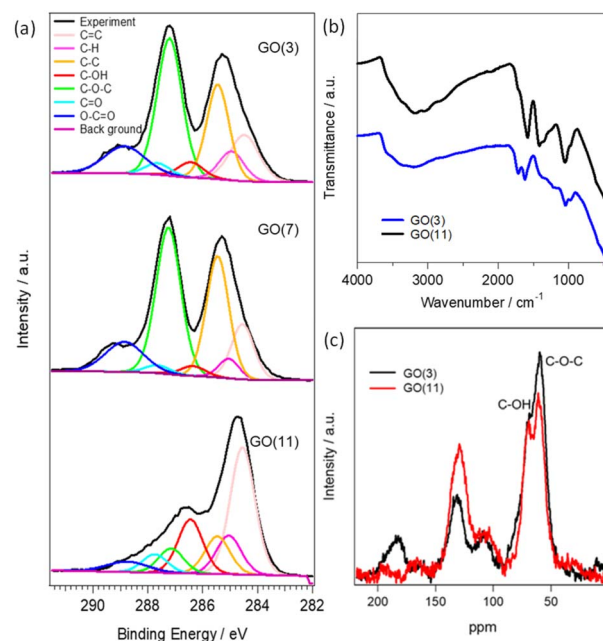 (a)
Experiment
C=C
C-H
C-C
C-OH
C-O-C
C=O
O-C=O
Back ground
GO(3)
GO(7)
GO(11)
Intensity / a.u.
290 288 286 284 282
Binding Energy / eV
(b)
Transmittance / a.u.
GO(3)
GO(11)
4000 3000 2000 1000
Wavenumber / cm-1
(c)
GO(3)
GO(11)
C-O-C
C-OH
Intensity / a.u.
200 150 100 50
ppm